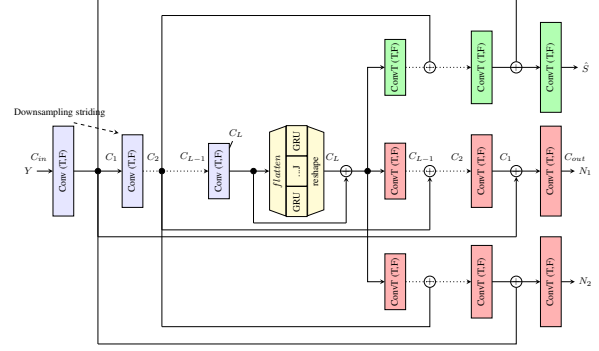 ConvT (T,F)
ConvT (T,F)
ConvT (T,F)
Ŝ
Downsampling striding
C_in
Y
Conv (T,F)
C_1
Conv (T,F)
C_2
C_{L−1}
Conv (T,F)
C_L
flatten
GRU
...J
GRU
reshape
C_L
ConvT (T,F)
C_{L−1}
C_2
ConvT (T,F)
C_1
ConvT (T,F)
C_out
N_1
ConvT (T,F)
ConvT (T,F)
ConvT (T,F)
N_2